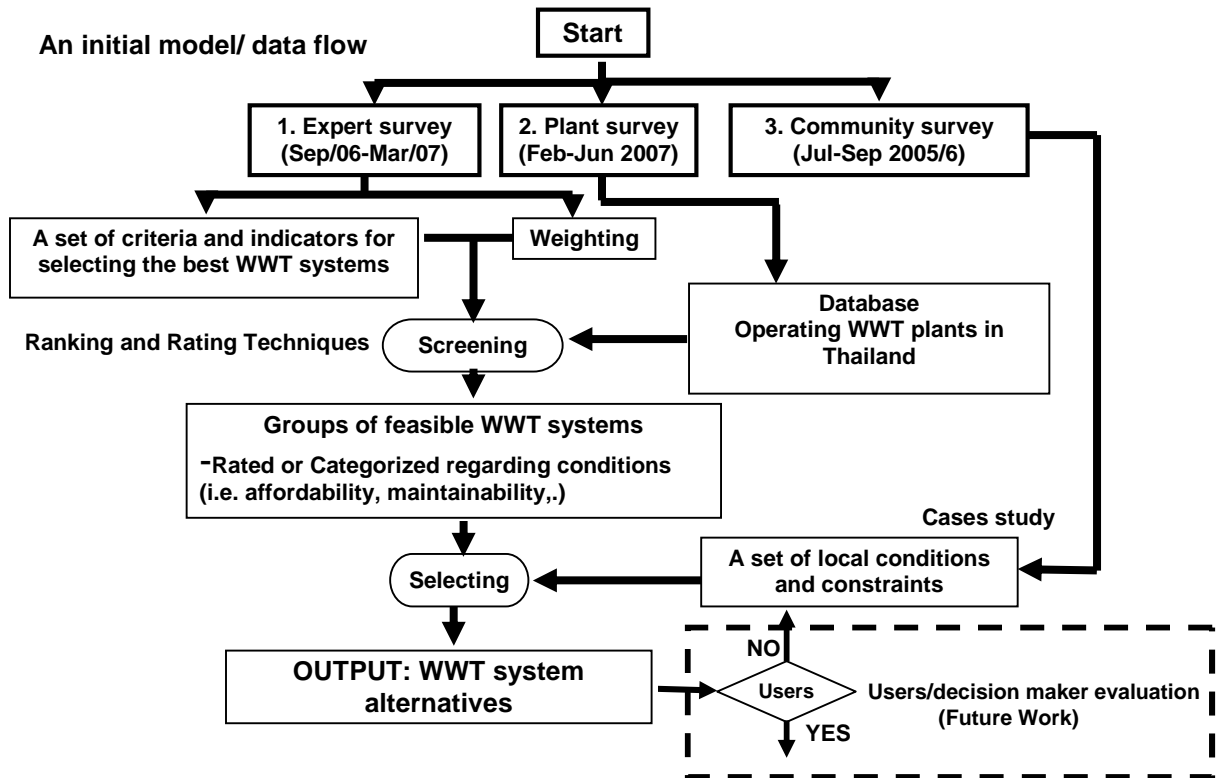 An initial model/ data flow
Start
1. Expert survey
(Sep/06-Mar/07)
2. Plant survey
(Feb-Jun 2007)
3. Community survey
(Jul-Sep 2005/6)
A set of criteria and indicators for
selecting the best WWT systems
Weighting
Database
Operating WWT plants in
Thailand
Ranking and Rating Techniques
Screening
Groups of feasible WWT systems
-Rated or Categorized regarding conditions
(i.e. affordability, maintainability,.)
Cases study
Selecting
A set of local conditions
and constraints
OUTPUT: WWT system
alternatives
NO
Users
YES
Users/decision maker evaluation
(Future Work)